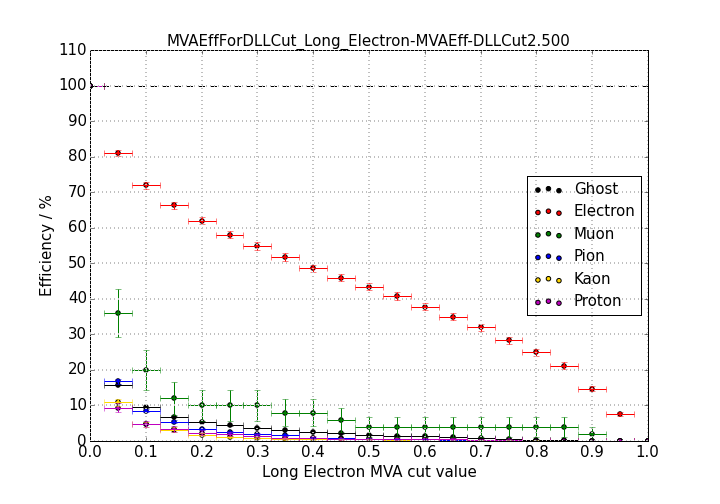 MVAEffForDLLCut_Long_Electron-MVAEff-DLLCut2.500
110
100
90
80
70
60
50
40
30
20
10
0
Efficiency / %
Ghost
Electron
Muon
Pion
Kaon
Proton
0.0 0.1 0.2 0.3 0.4 0.5 0.6 0.7 0.8 0.9 1.0
Long Electron MVA cut value